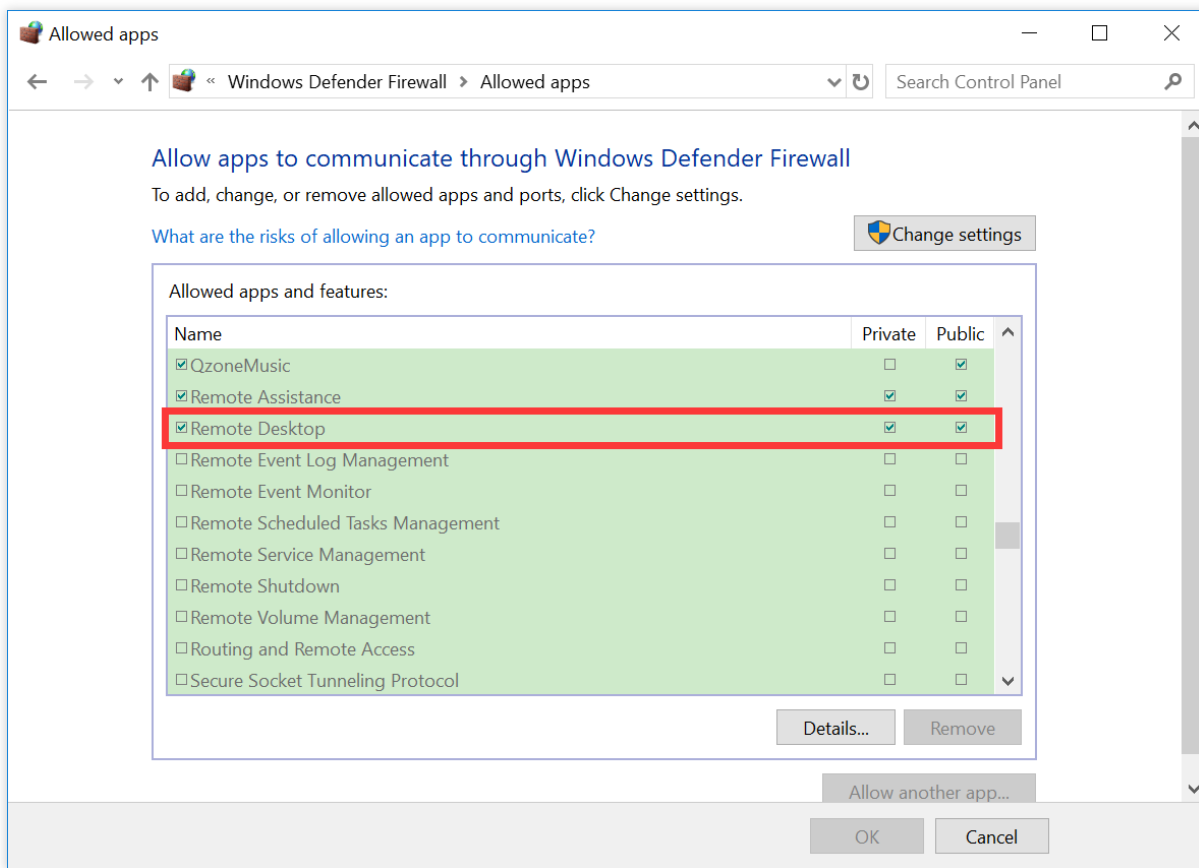 Allowed apps
« Windows Defender Firewall > Allowed apps
Search Control Panel
Allow apps to communicate through Windows Defender Firewall
To add, change, or remove allowed apps and ports, click Change settings.
What are the risks of allowing an app to communicate?
Change settings
Allowed apps and features:
Name Private Public
QzoneMusic
Remote Assistance
Remote Desktop
Remote Event Log Management
Remote Event Monitor
Remote Scheduled Tasks Management
Remote Service Management
Remote Shutdown
Remote Volume Management
Routing and Remote Access
Secure Socket Tunneling Protocol
Details... Remove
Allow another app...
OK Cancel